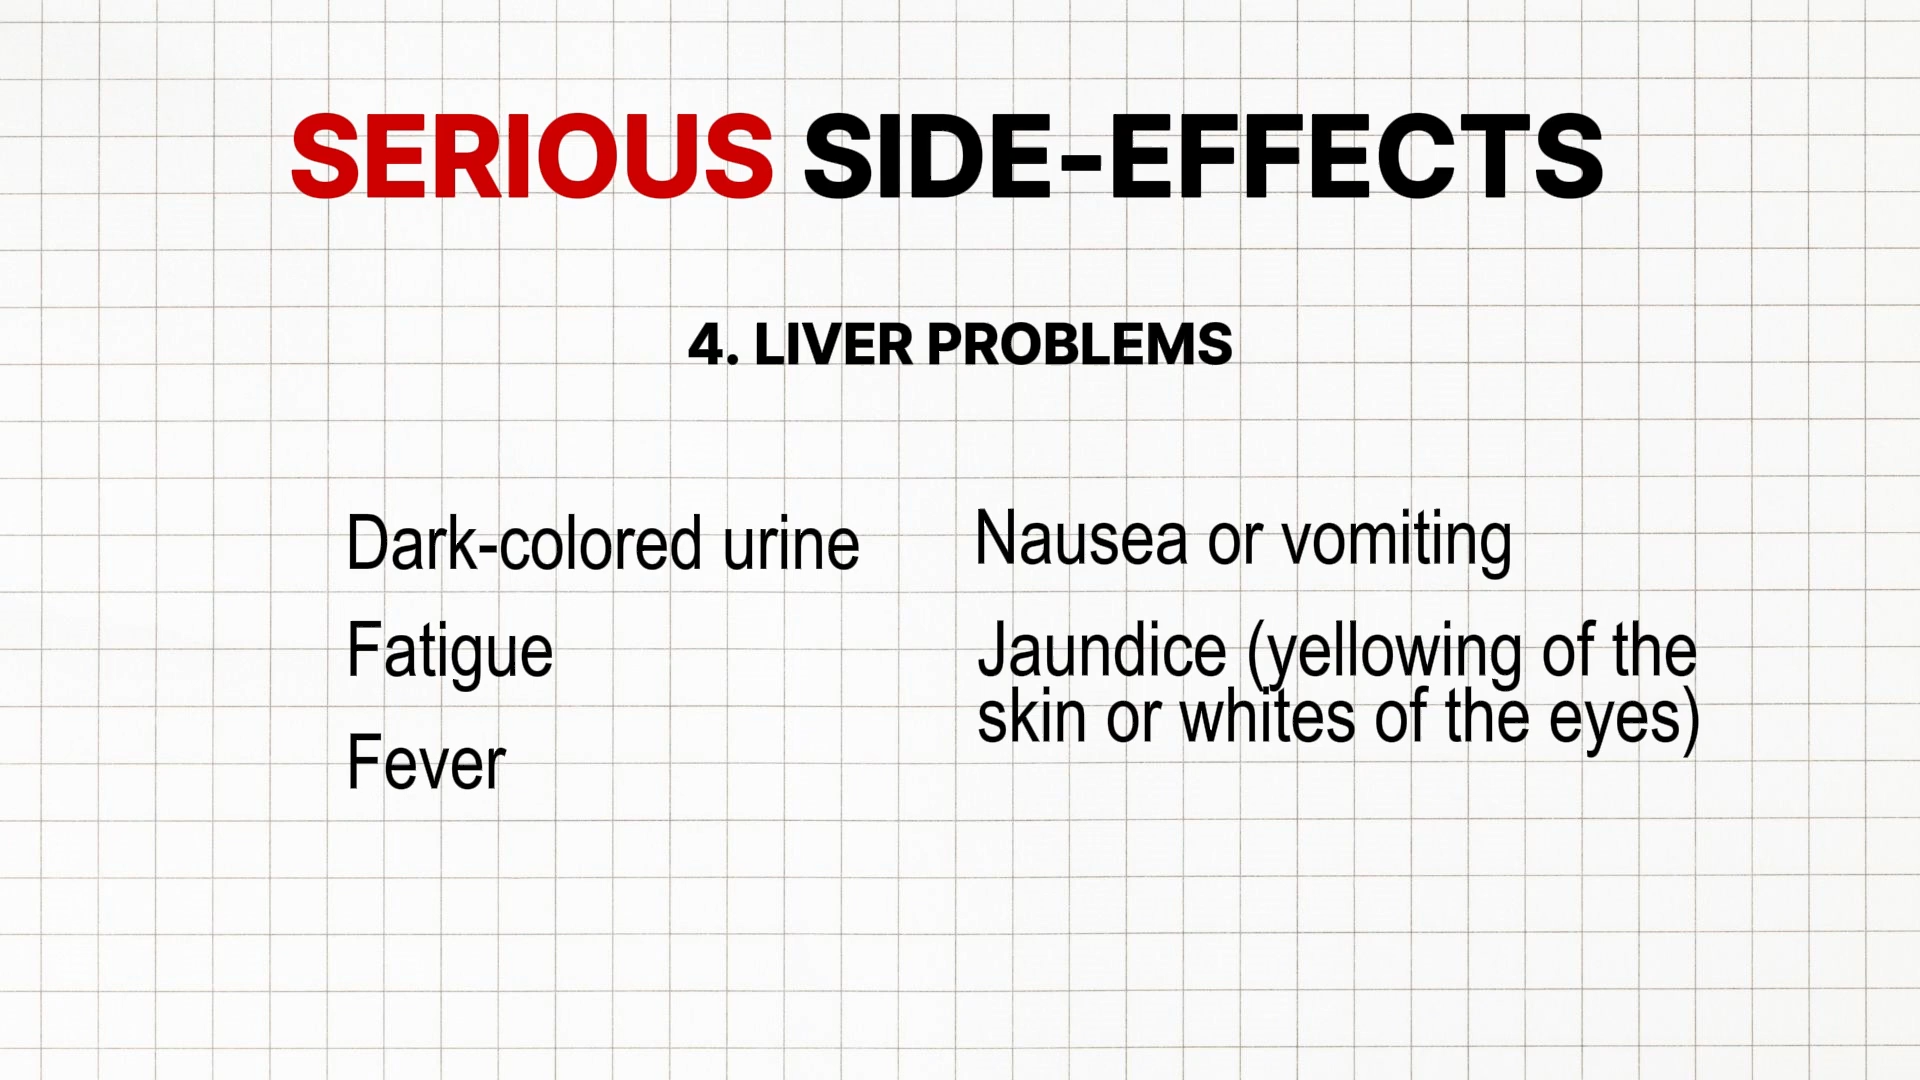 SERIOUS SIDE-EFFECTS
4. LIVER PROBLEMS
Dark-colored urine
Fatigue
Fever
Nausea or vomiting
Jaundice (yellowing of the
skin or whites of the eyes)